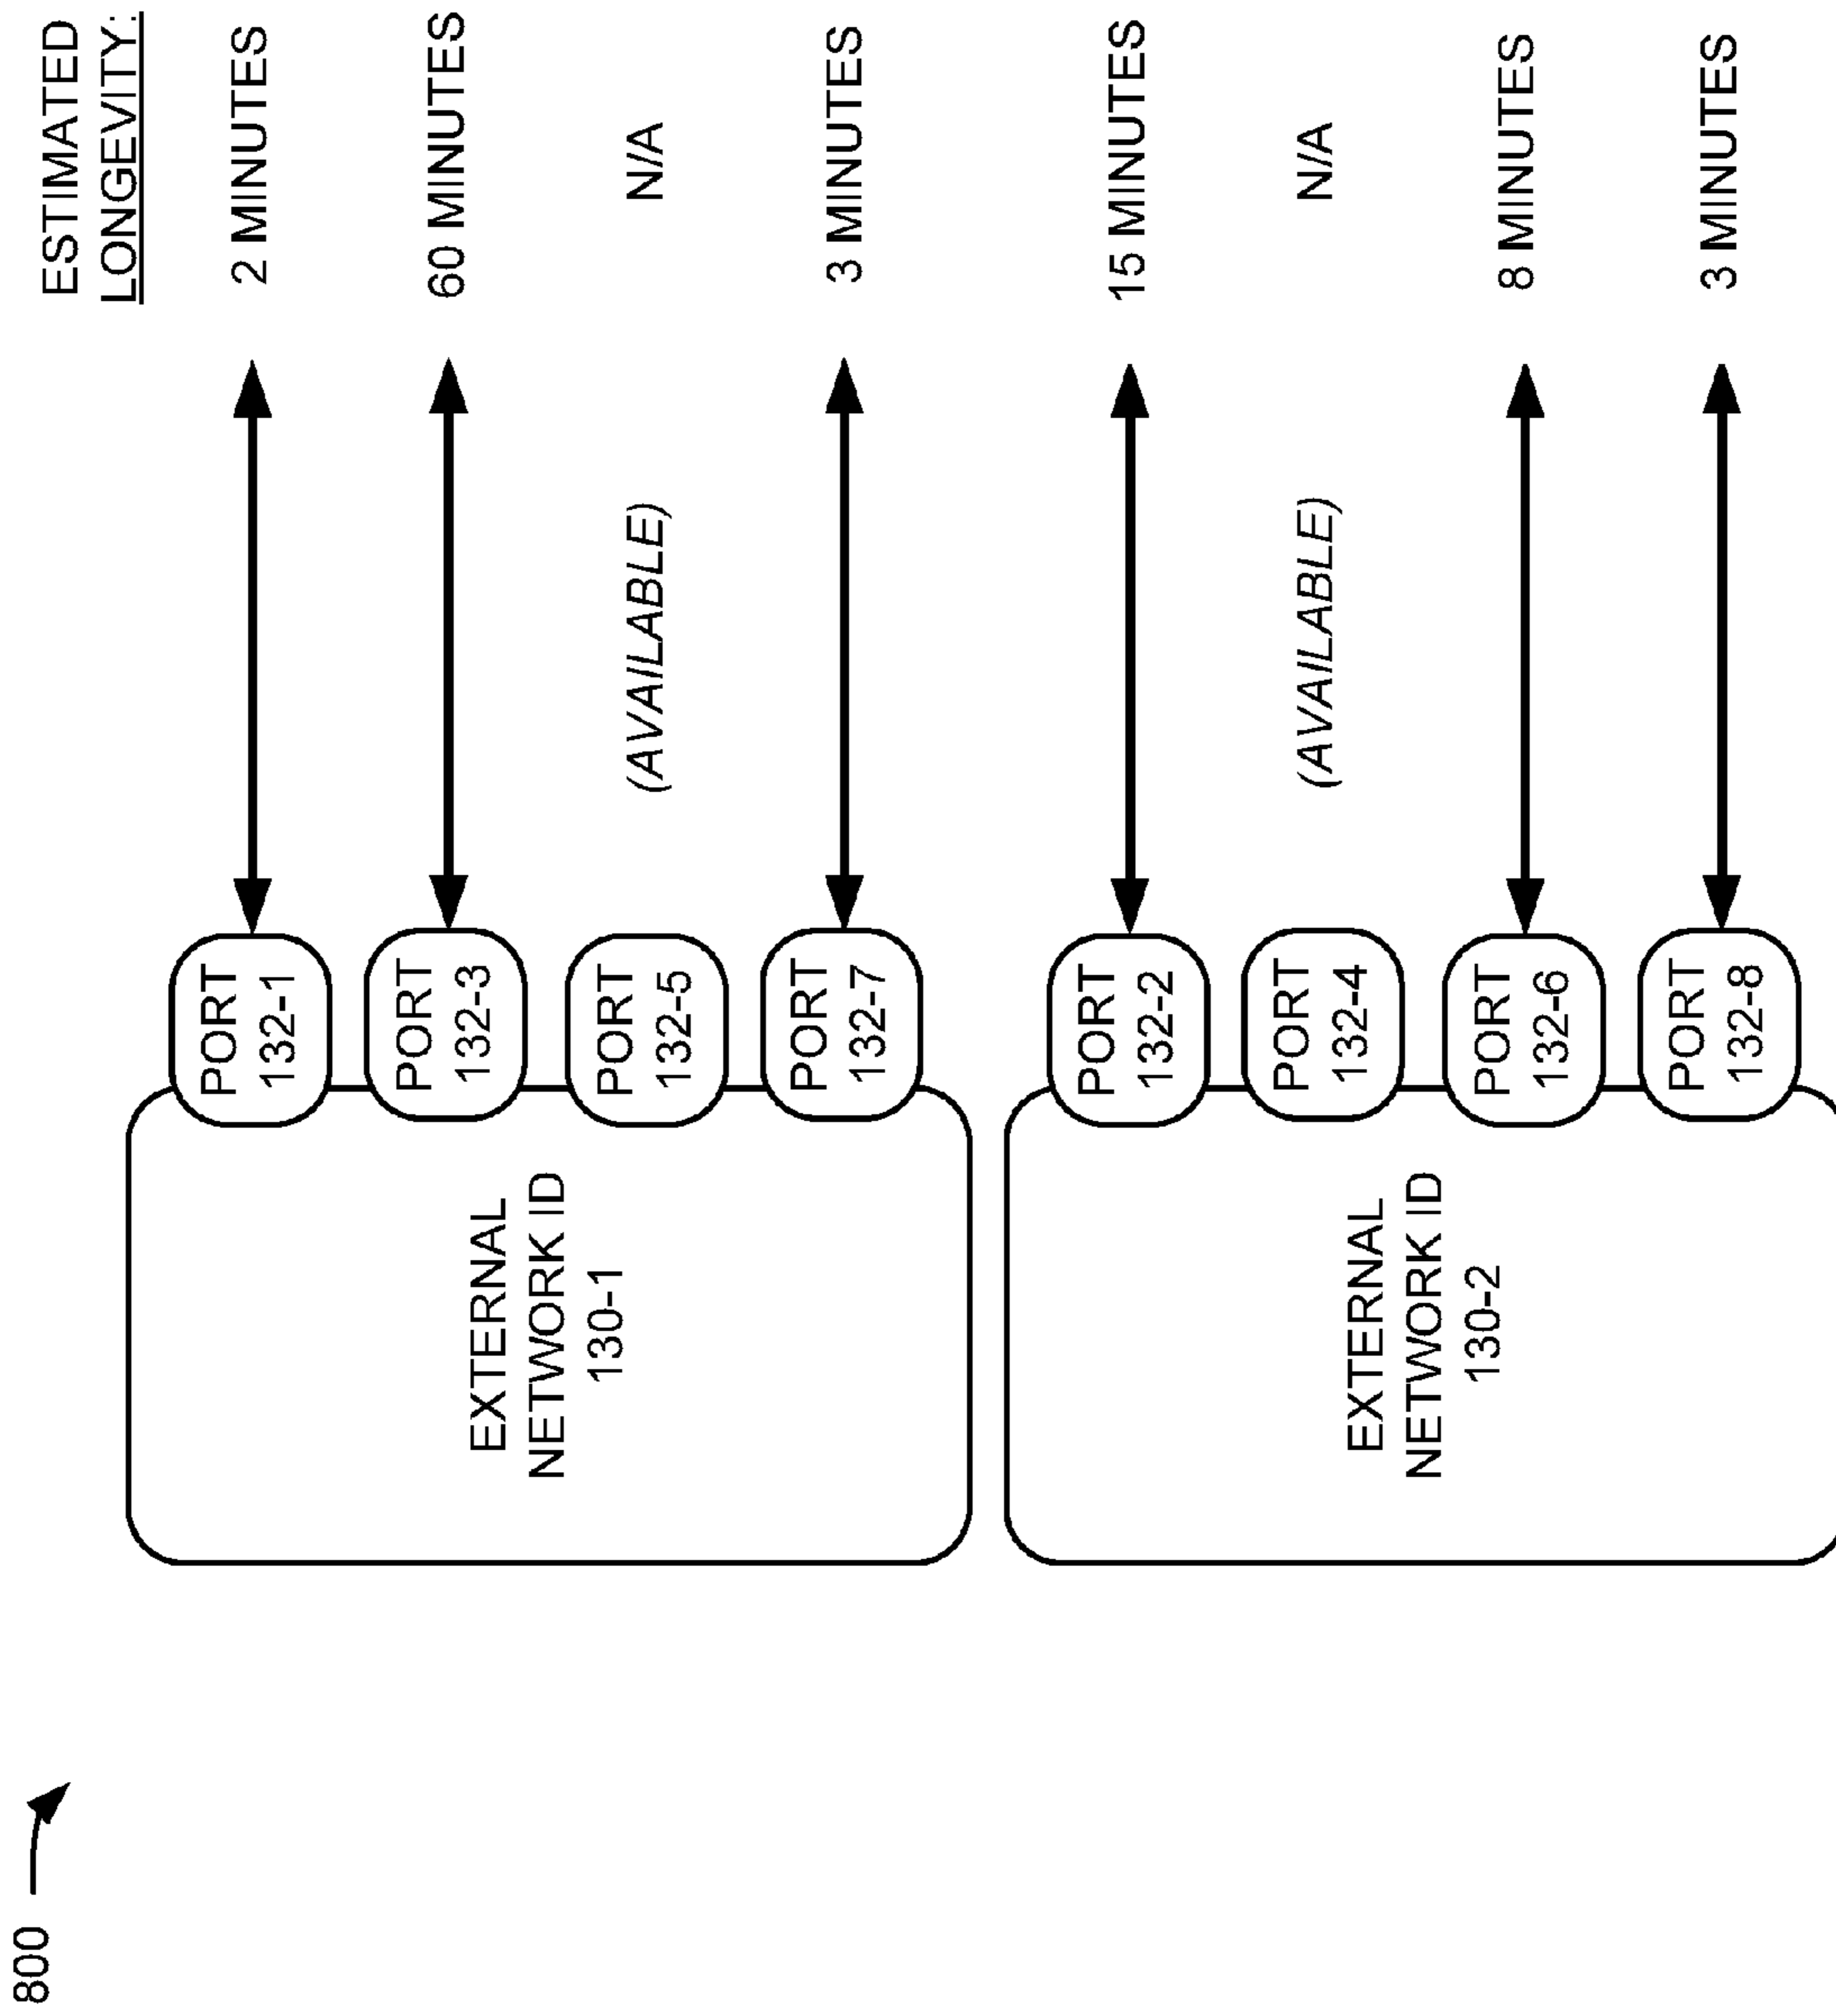 800
ESTIMATED
LONGEVITY:
EXTERNAL
NETWORK ID
130-1
PORT
132-1
2 MINUTES
PORT
132-3
60 MINUTES
PORT
132-5
(AVAILABLE)
N/A
PORT
132-7
3 MINUTES
EXTERNAL
NETWORK ID
130-2
PORT
132-2
15 MINUTES
PORT
132-4
(AVAILABLE)
N/A
PORT
132-6
8 MINUTES
PORT
132-8
3 MINUTES